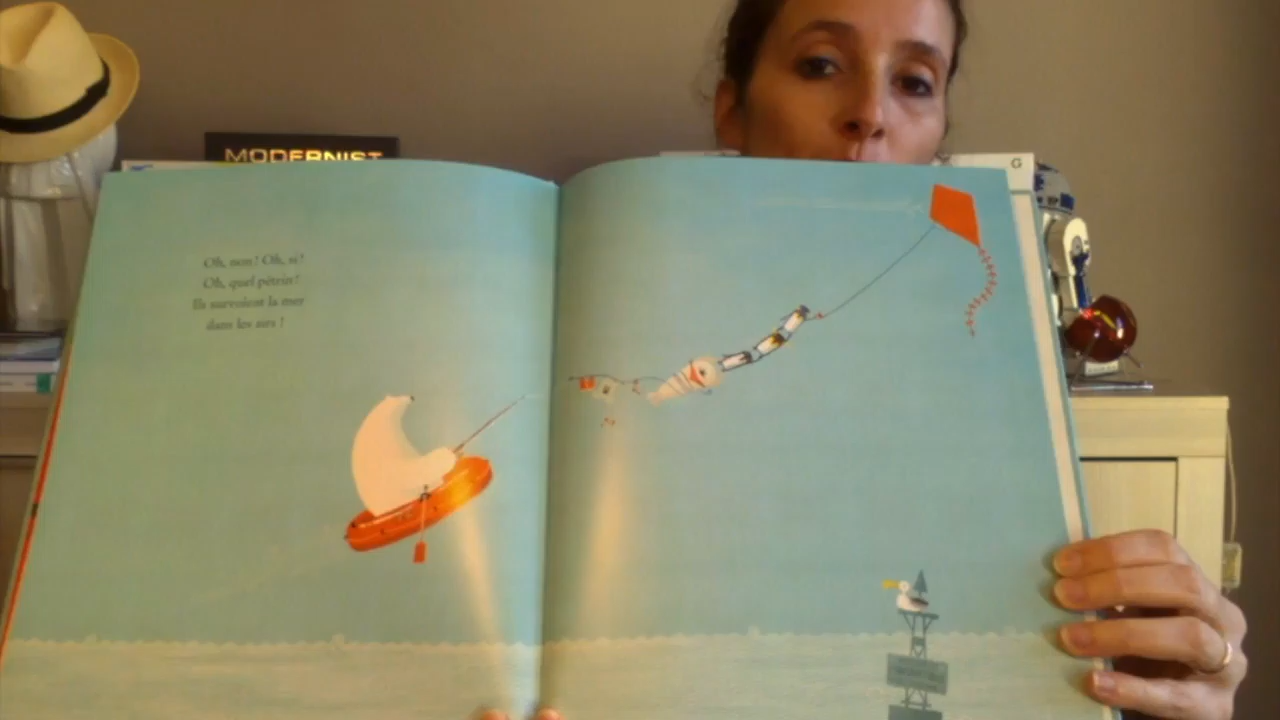 MODERNIST
G
Oh, non ! Oh, si !
Oh, quel pétrin !
Ils survolent la mer
dans les airs !